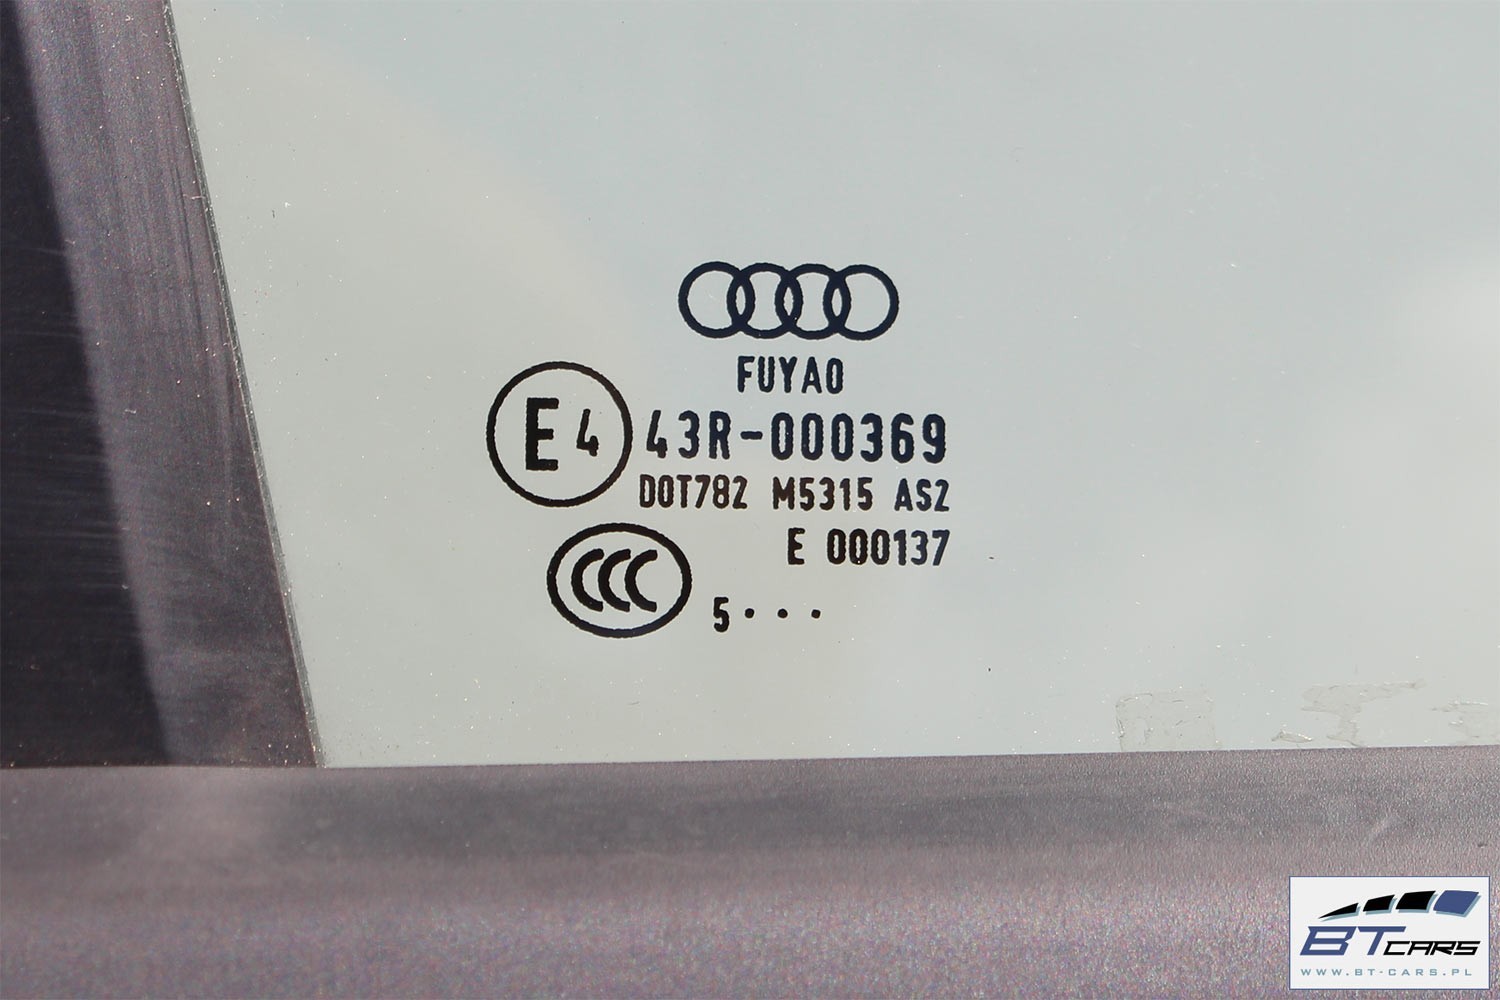 FUYAO
E4 43R-000369
DOT782 M5315 AS2
E 000137
CCC
5...
BT CARS
WWW.BT-CARS.PL